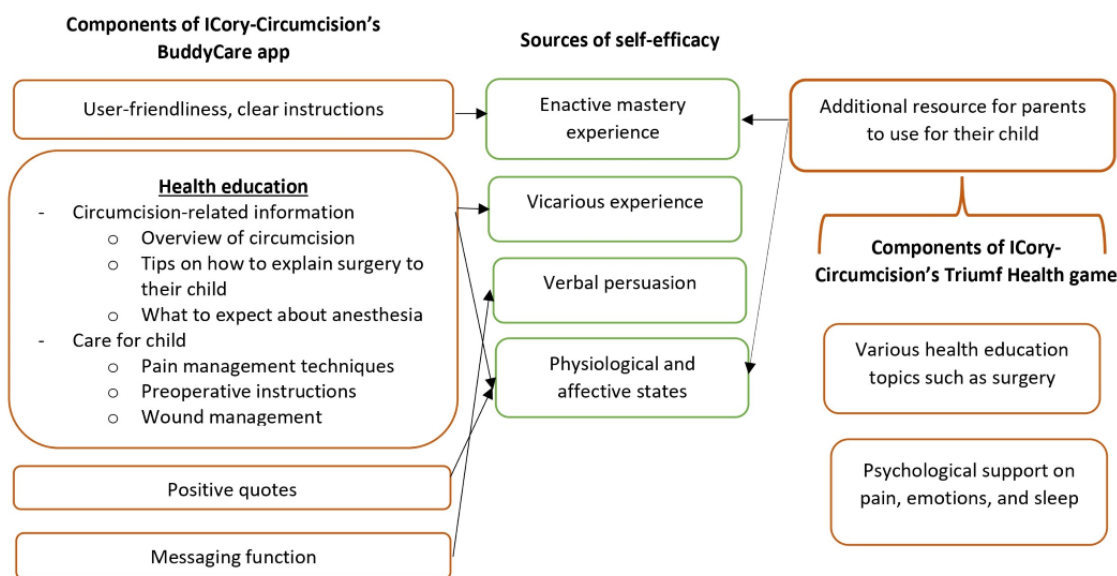 Components of ICory-Circumcision's
BuddyCare app
User-friendliness, clear instructions
Health education
- Circumcision-related information
o Overview of circumcision
o Tips on how to explain surgery to
their child
o What to expect about anesthesia
- Care for child
o Pain management techniques
o Preoperative instructions
o Wound management
Positive quotes
Messaging function
Sources of self-efficacy
Enactive mastery
experience
Vicarious experience
Verbal persuasion
Physiological and
affective states
Additional resource for parents
to use for their child
Components of ICory-
Circumcision's Triumf Health game
Various health education
topics such as surgery
Psychological support on
pain, emotions, and sleep